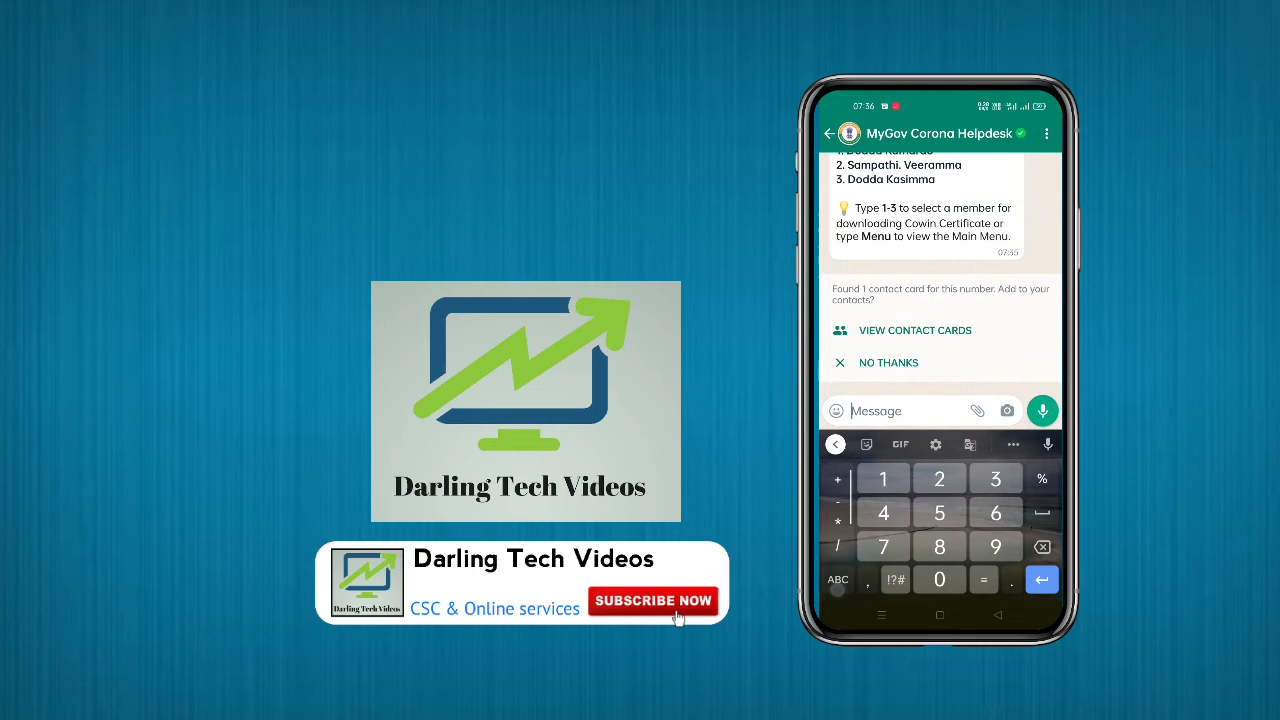 07:36
MyGov Corona Helpdesk
2. Sampathi. Veeramma
3. Dodda Kasimma
💡 Type 1-3 to select a member for
downloading Cowin Certificate or
type Menu to view the Main Menu.
07:35
Found 1 contact card for this number. Add to your
contacts?
VIEW CONTACT CARDS
NO THANKS
Message
GIF
+ 1 2 3 %
- 4 5 6
*
/ 7 8 9
ABC , !?# 0 = .
Darling Tech Videos
Darling Tech Videos
Darling Tech Videos
CSC & Online services
SUBSCRIBE NOW